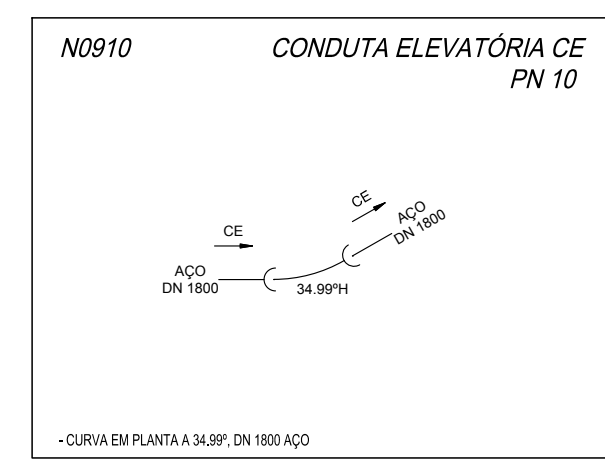 N0910
CONDUTA ELEVATÓRIA CE
PN 10
CE
AÇO
DN 1800
CE
AÇO
DN 1800
34.99ºH
- CURVA EM PLANTA A 34.99º, DN 1800 AÇO